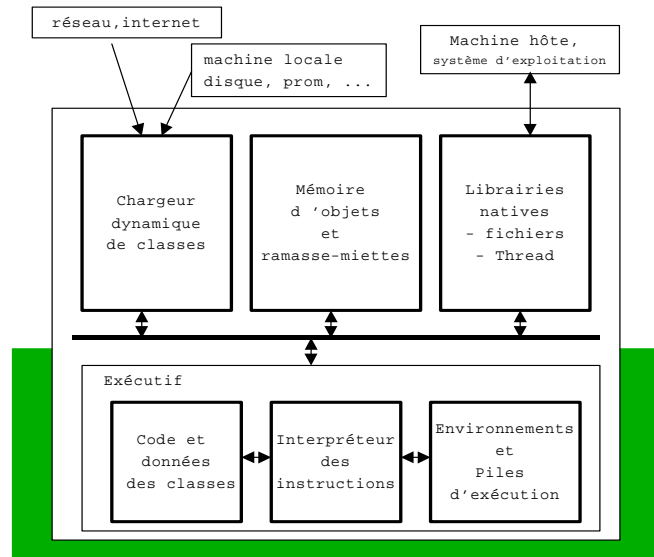 réseau,internet
machine locale
disque, prom, ...
Machine hôte,
système d'exploitation
Chargeur
dynamique
de classes
Mémoire
d 'objets
et
ramasse-miettes
Librairies
natives
- fichiers
- Thread
Exécutif
Code et
données
des classes
Interpréteur
des
instructions
Environnements
et
Piles
d'exécution